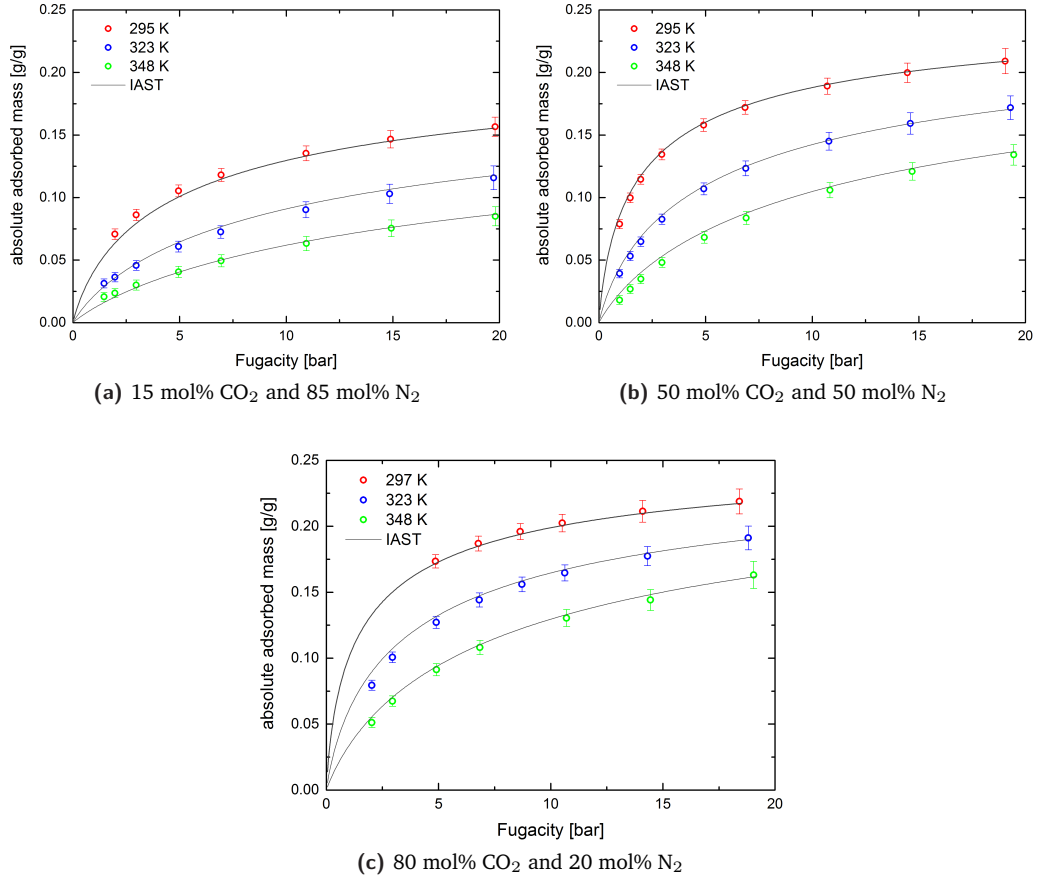 0.25
0.20
0.15
0.10
0.05
0.00
absolute adsorbed mass [g/g]
295 K
323 K
348 K
IAST
0 5 10 15 20
Fugacity [bar]
(a) 15 mol% CO₂ and 85 mol% N₂
0.25
0.20
0.15
0.10
0.05
0.00
absolute adsorbed mass [g/g]
295 K
323 K
348 K
IAST
0 5 10 15 20
Fugacity [bar]
(b) 50 mol% CO₂ and 50 mol% N₂
0.25
0.20
0.15
0.10
0.05
0.00
absolute adsorbed mass [g/g]
297 K
323 K
348 K
IAST
0 5 10 15 20
Fugacity [bar]
(c) 80 mol% CO₂ and 20 mol% N₂